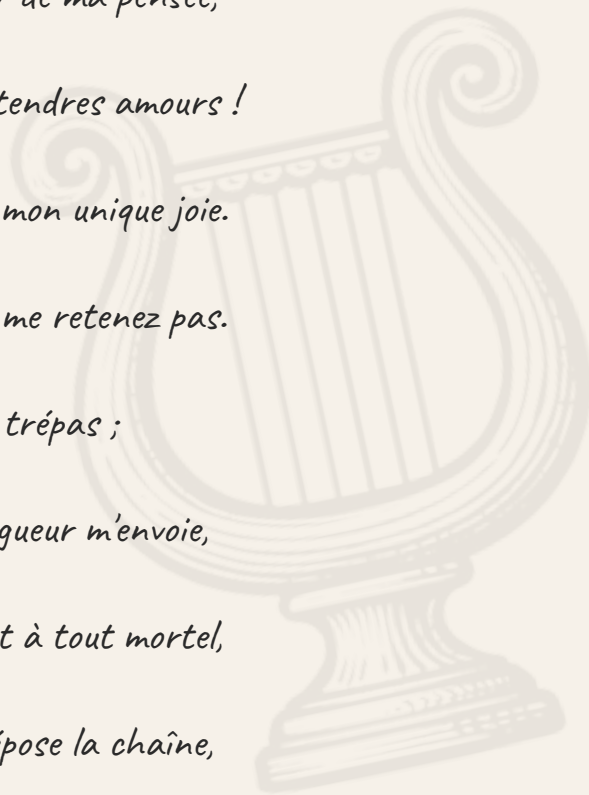 de ma pensée,
tendres amours !
mon unique joie.
me retenez pas.
trépas ;
gueur m'envoie,
t à tout mortel,
pose la chaîne,